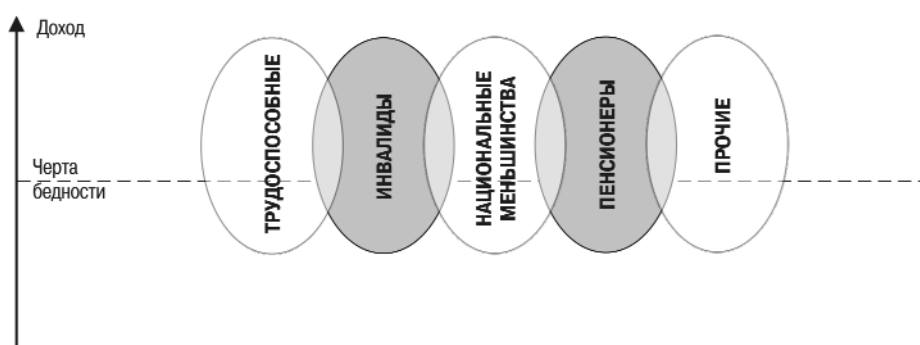 Доход
Черта
бедности
ТРУДОСПОСОБНЫЕ
ИНВАЛИДЫ
НАЦИОНАЛЬНЫЕ
МЕНЬШИНСТВА
ПЕНСИОНЕРЫ
ПРОЧИЕ